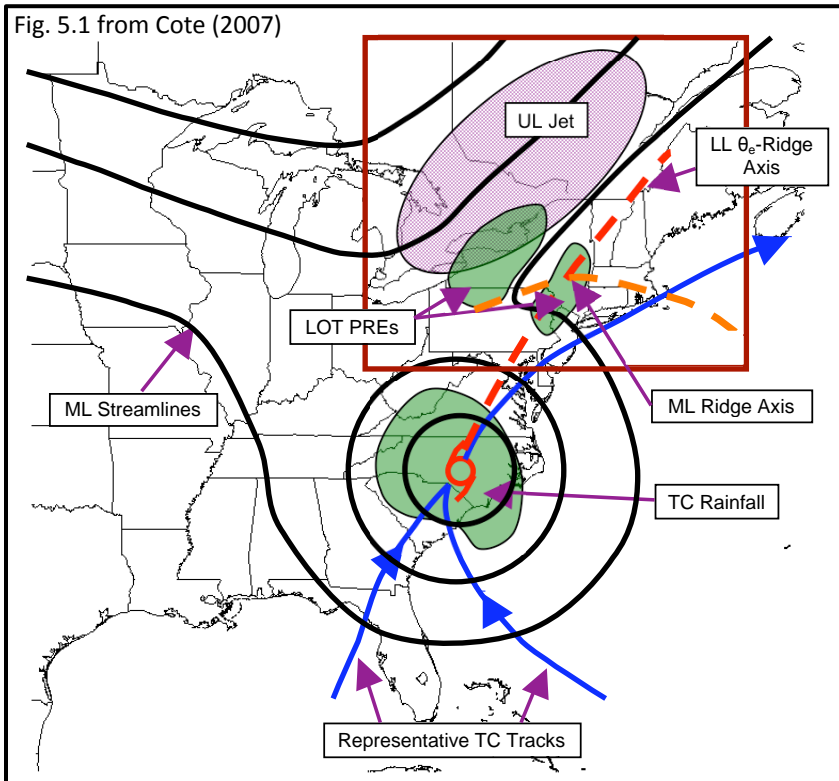 Fig. 5.1 from Cote (2007)
UL Jet
LL θe-Ridge
Axis
LOT PREs
ML Streamlines
ML Ridge Axis
TC Rainfall
Representative TC Tracks